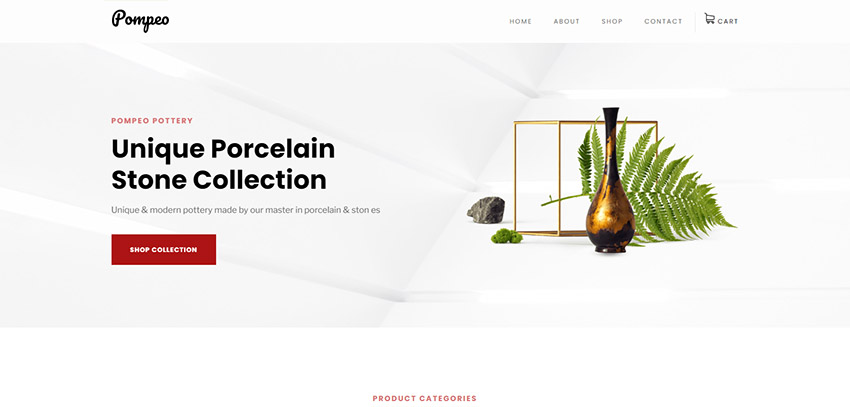 Pompeo
HOME ABOUT SHOP CONTACT CART
POMPEO POTTERY
Unique Porcelain
Stone Collection
Unique & modern pottery made by our master in porcelain & ston es
SHOP COLLECTION
PRODUCT CATEGORIES